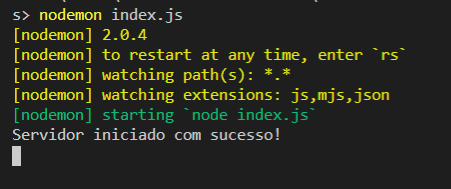 s> nodemon index.js
[nodemon] 2.0.4
[nodemon] to restart at any time, enter `rs`
[nodemon] watching path(s): *.*
[nodemon] watching extensions: js,mjs,json
[nodemon] starting `node index.js`
Servidor iniciado com sucesso!